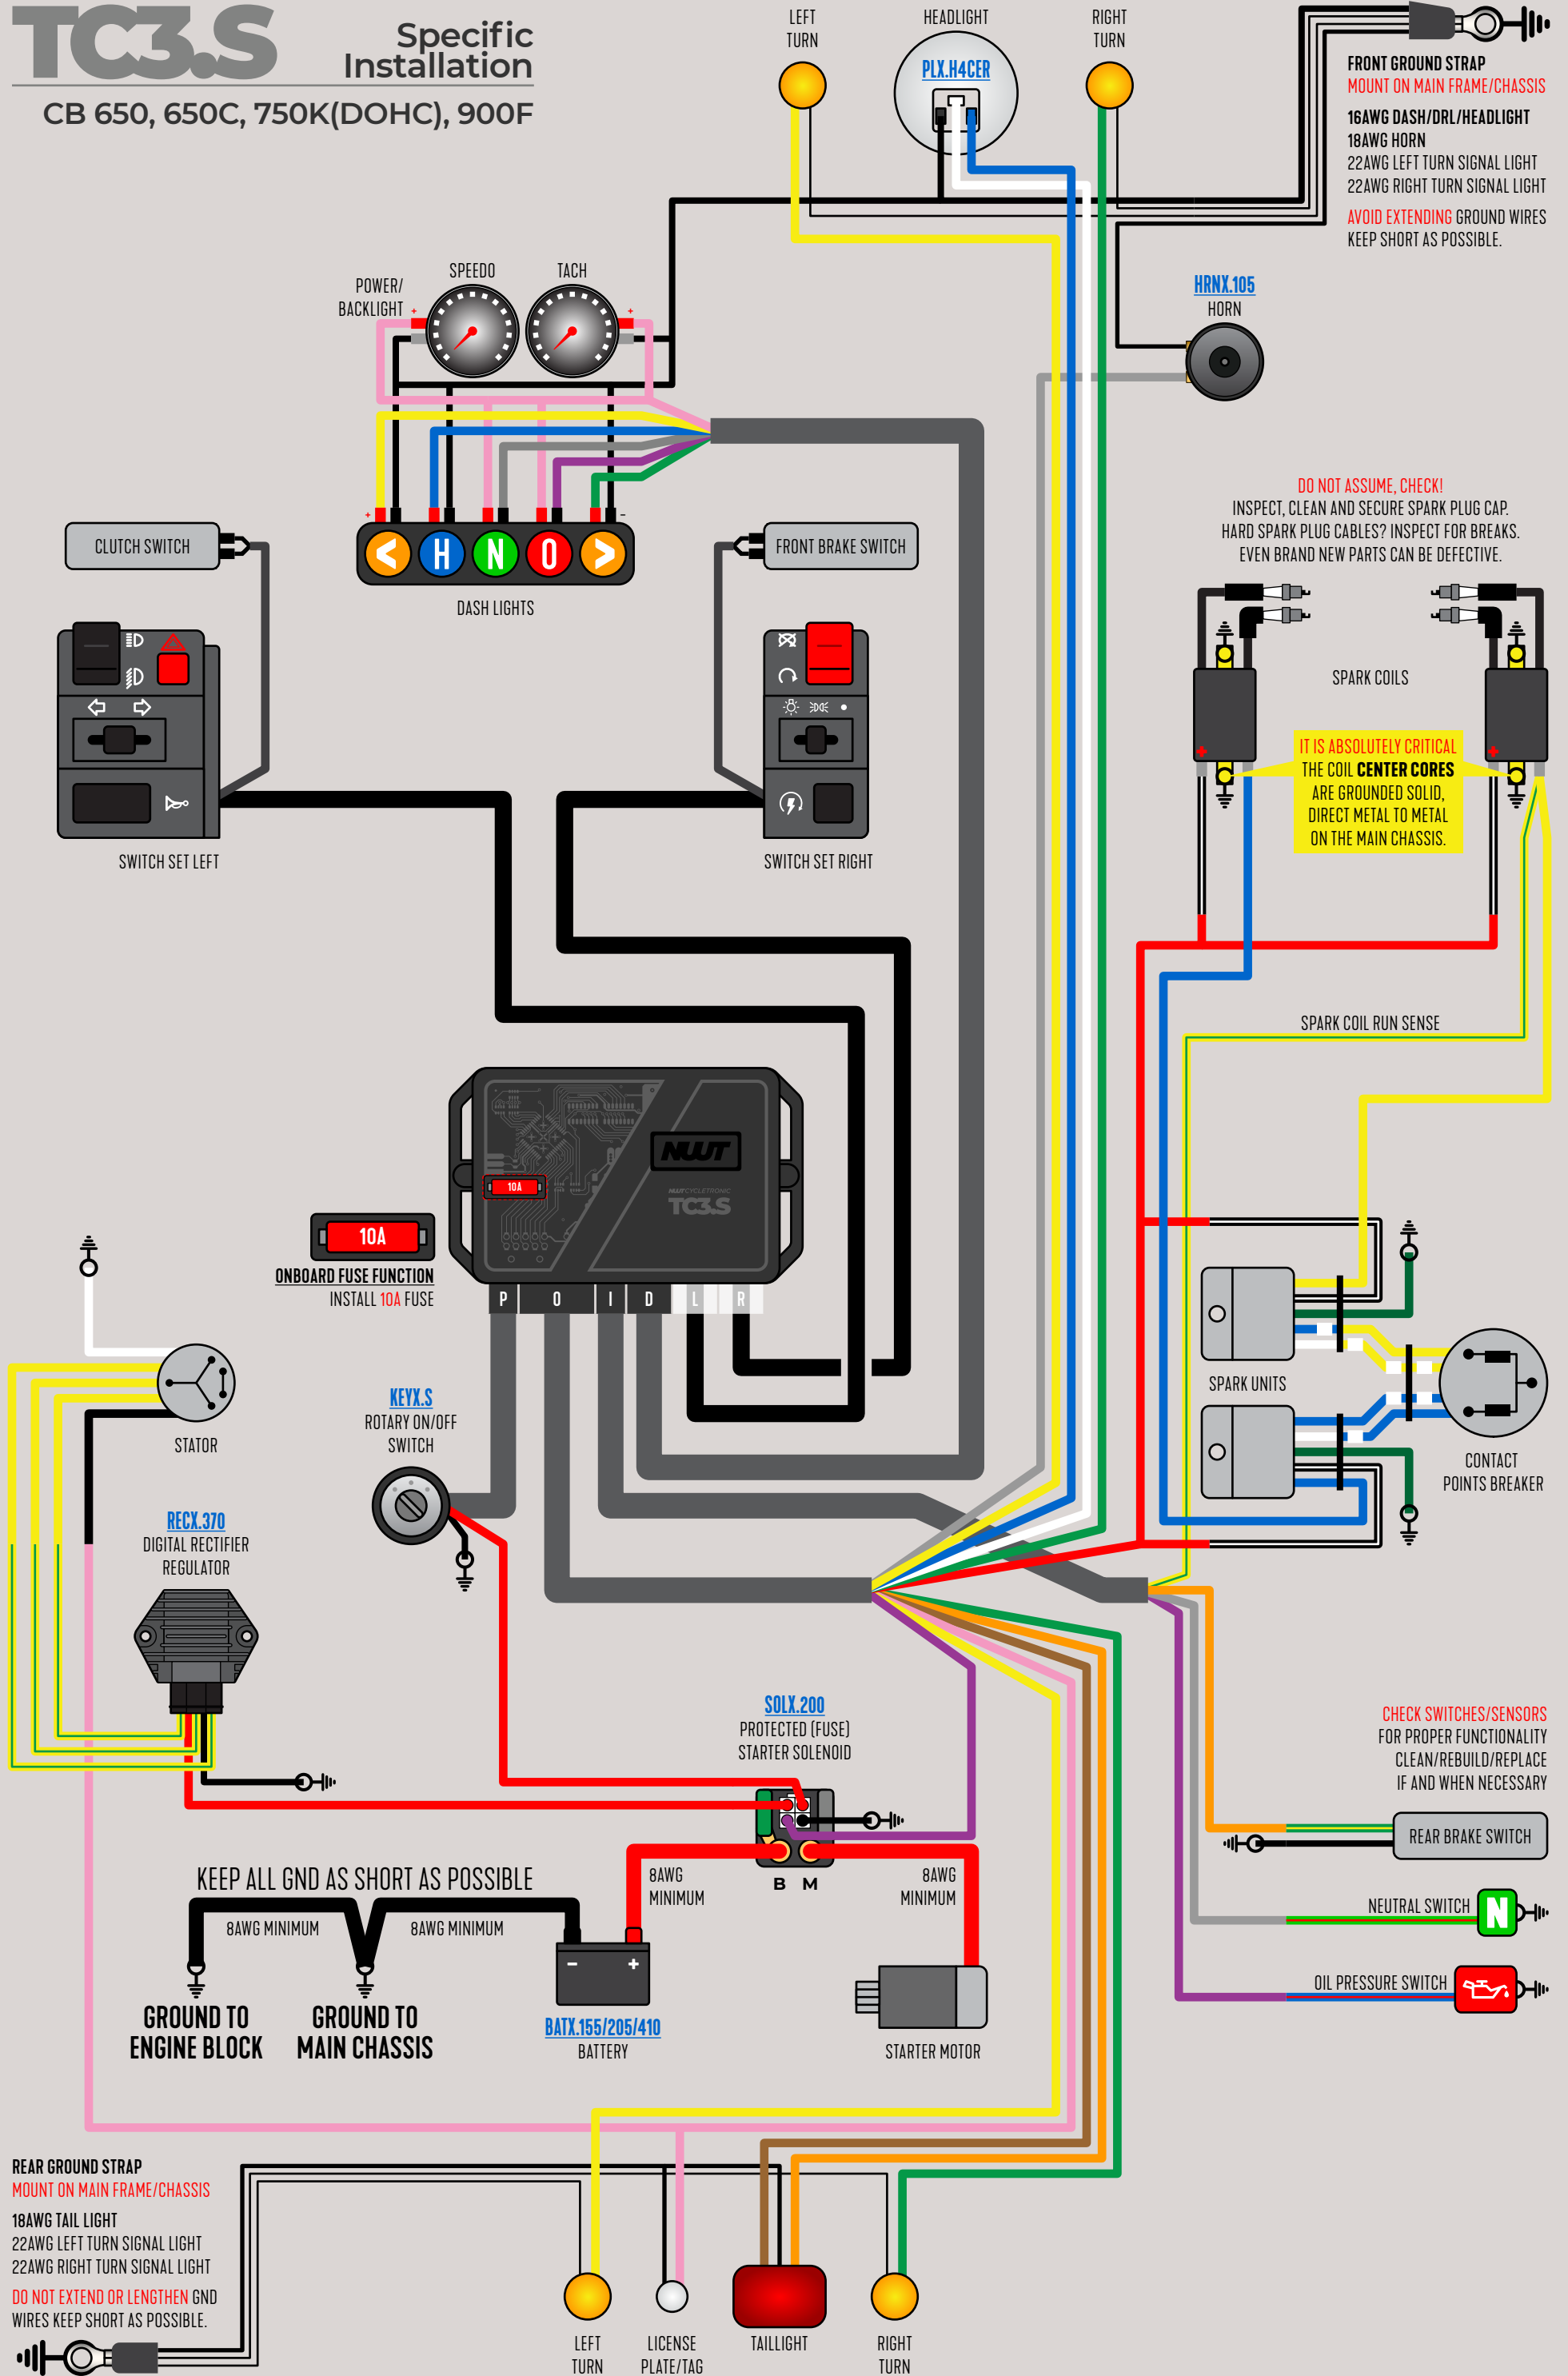 TC3.S
Specific
Installation
CB 650, 650C, 750K(DOHC), 900F
LEFT
TURN
HEADLIGHT
PLX.H4CER
RIGHT
TURN
FRONT GROUND STRAP
MOUNT ON MAIN FRAME/CHASSIS
16AWG DASH/DRL/HEADLIGHT
18AWG HORN
22AWG LEFT TURN SIGNAL LIGHT
22AWG RIGHT TURN SIGNAL LIGHT
AVOID EXTENDING GROUND WIRES
KEEP SHORT AS POSSIBLE.
SPEEDO
TACH
POWER/
BACKLIGHT
+
+
HRNX.105
HORN
+
-
< H N O >
DASH LIGHTS
CLUTCH SWITCH
FRONT BRAKE SWITCH
DO NOT ASSUME, CHECK!
INSPECT, CLEAN AND SECURE SPARK PLUG CAP.
HARD SPARK PLUG CABLES? INSPECT FOR BREAKS.
EVEN BRAND NEW PARTS CAN BE DEFECTIVE.
SPARK COILS
+
+
IT IS ABSOLUTELY CRITICAL
THE COIL CENTER CORES
ARE GROUNDED SOLID,
DIRECT METAL TO METAL
ON THE MAIN CHASSIS.
SWITCH SET LEFT
SWITCH SET RIGHT
SPARK COIL RUN SENSE
NWT
NWTCYCLETRONIC
TC3.S
10A
10A
ONBOARD FUSE FUNCTION
INSTALL 10A FUSE
P O I D L R
STATOR
KEYX.S
ROTARY ON/OFF
SWITCH
SPARK UNITS
CONTACT
POINTS BREAKER
RECX.370
DIGITAL RECTIFIER
REGULATOR
SOLX.200
PROTECTED (FUSE)
STARTER SOLENOID
B M
8AWG
MINIMUM
8AWG
MINIMUM
CHECK SWITCHES/SENSORS
FOR PROPER FUNCTIONALITY
CLEAN/REBUILD/REPLACE
IF AND WHEN NECESSARY
REAR BRAKE SWITCH
NEUTRAL SWITCH
N
OIL PRESSURE SWITCH
KEEP ALL GND AS SHORT AS POSSIBLE
8AWG MINIMUM
8AWG MINIMUM
- +
GROUND TO
ENGINE BLOCK
GROUND TO
MAIN CHASSIS
BATX.155/205/410
BATTERY
STARTER MOTOR
REAR GROUND STRAP
MOUNT ON MAIN FRAME/CHASSIS
18AWG TAIL LIGHT
22AWG LEFT TURN SIGNAL LIGHT
22AWG RIGHT TURN SIGNAL LIGHT
DO NOT EXTEND OR LENGTHEN GND
WIRES KEEP SHORT AS POSSIBLE.
LEFT
TURN
LICENSE
PLATE/TAG
TAILLIGHT
RIGHT
TURN